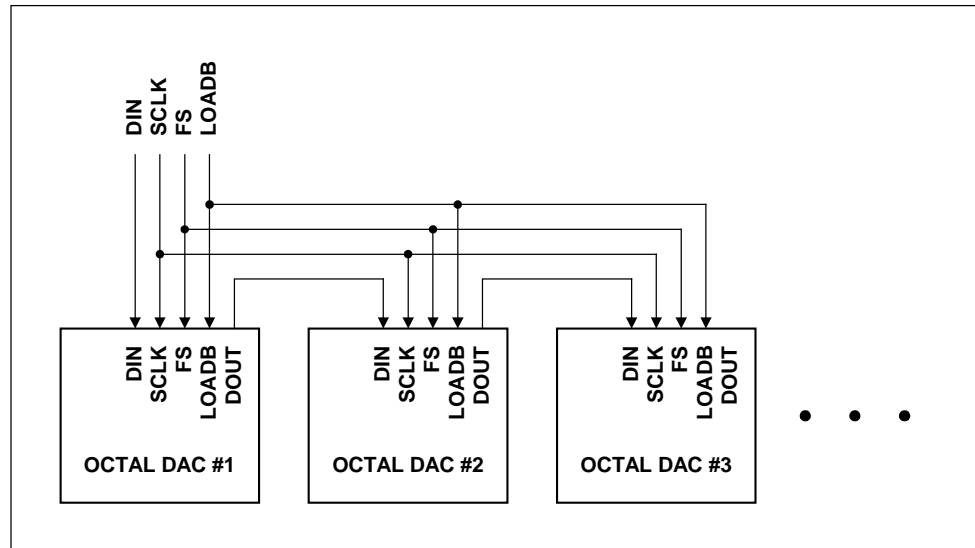 DIN
SCLK
FS
LOADB
DIN
SCLK
FS
LOADB
DOUT
OCTAL DAC #1
DIN
SCLK
FS
LOADB
DOUT
OCTAL DAC #2
DIN
SCLK
FS
LOADB
DOUT
OCTAL DAC #3